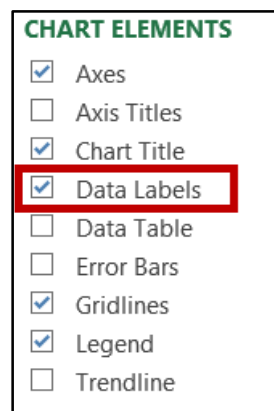 CHART ELEMENTS
Axes
Axis Titles
Chart Title
Data Labels
Data Table
Error Bars
Gridlines
Legend
Trendline